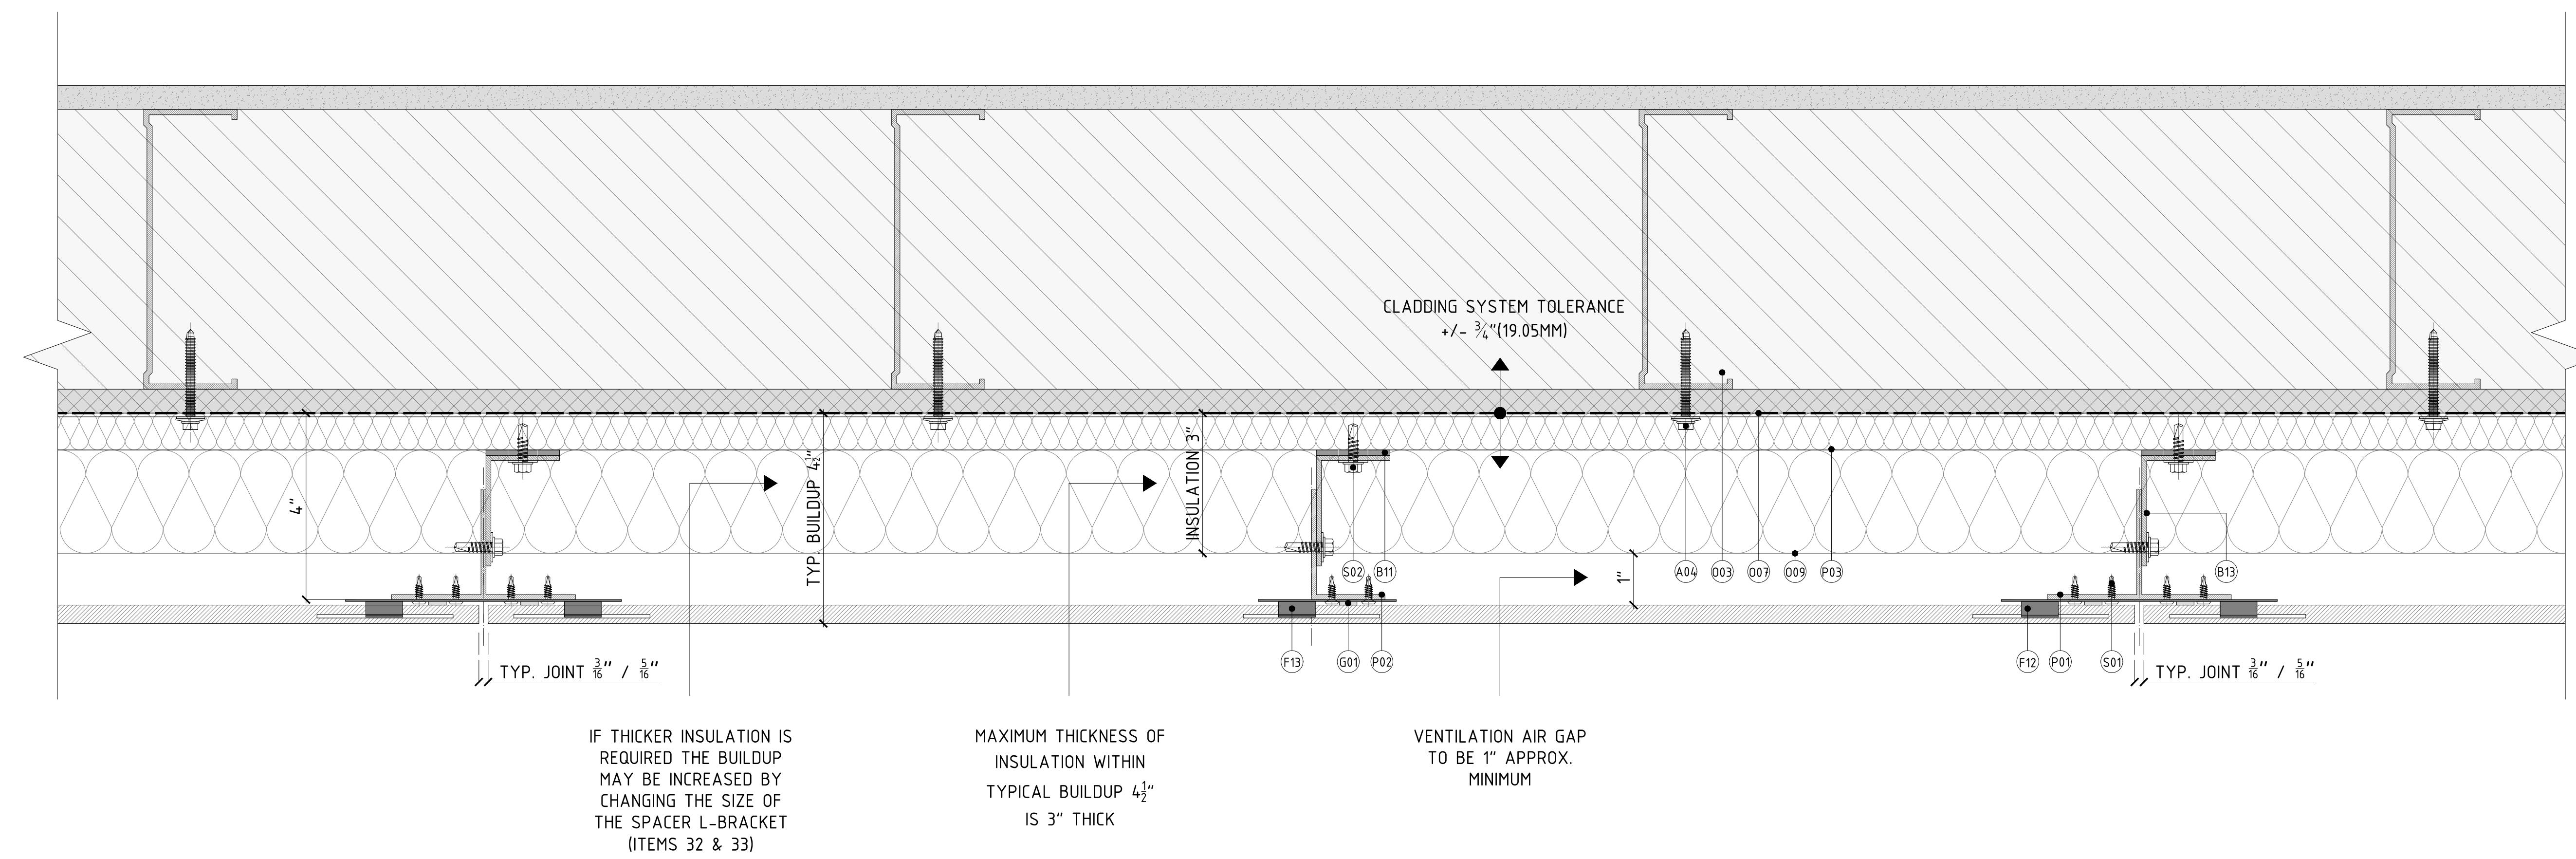 CLADDING SYSTEM TOLERANCE
+/- 3/4"(19.05MM)
4"
TYP. BUILDUP 4 1/2"
INSULATION 3"
1"
S02
B11
A04
O03
O07
O09
P03
B13
F13
G01
P02
F12
P01
S01
TYP. JOINT 3/16" / 5/16"
TYP. JOINT 3/16" / 5/16"
IF THICKER INSULATION IS
REQUIRED THE BUILDUP
MAY BE INCREASED BY
CHANGING THE SIZE OF
THE SPACER L-BRACKET
(ITEMS 32 & 33)
MAXIMUM THICKNESS OF
INSULATION WITHIN
TYPICAL BUILDUP 4 1/2"
IS 3" THICK
VENTILATION AIR GAP
TO BE 1" APPROX.
MINIMUM